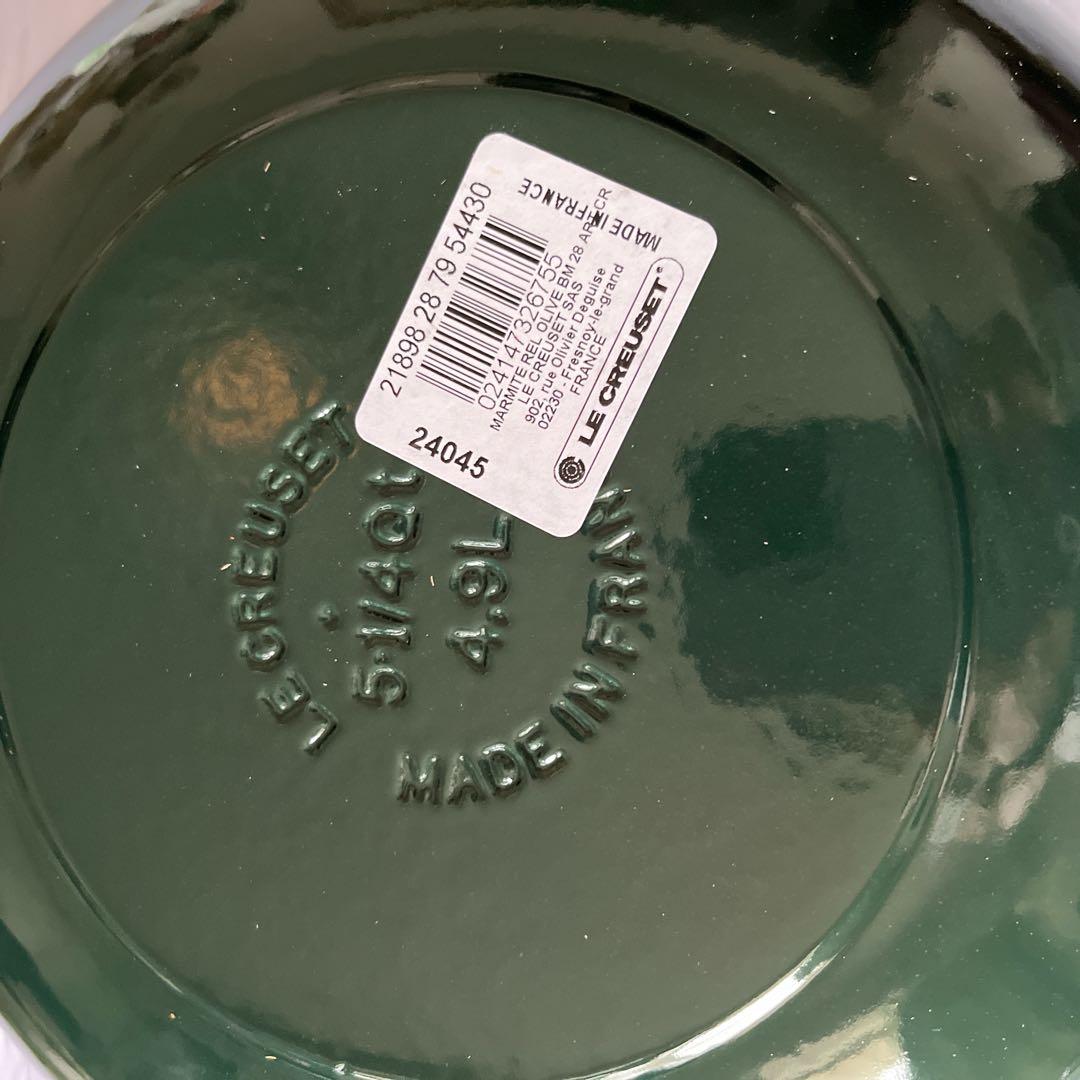 MADE IN FRANCE
21898 28 79 54430
024147326755
MARMITE REL OLIVE BM 28 CR
LE CREUSET SAS
902, rue Olivier Deguise
02230 - Fresnoy-le-grand
FRANCE
LE CREUSET®
24045
LE CREUSET
5·1/4Qt
4,9L
MADE IN FRAN